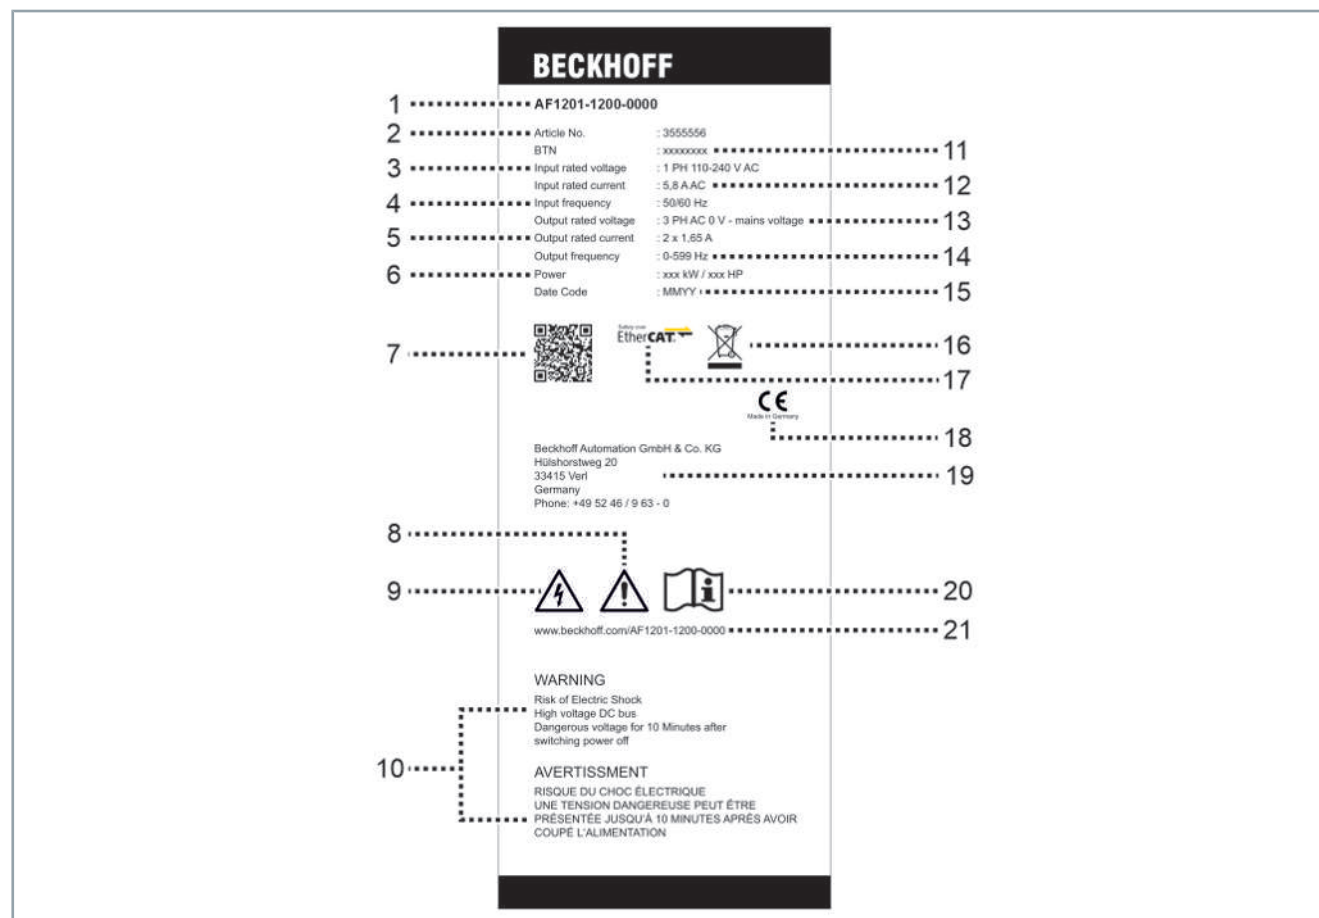 BECKHOFF
1 AF1201-1200-0000
2 Article No. : 3555556
BTN : xxxxxxxx 11
3 Input rated voltage : 1 PH 110-240 V AC
Input rated current : 5,8 A AC 12
4 Input frequency : 50/60 Hz
Output rated voltage : 3 PH AC 0 V - mains voltage 13
5 Output rated current : 2 x 1,65 A
Output frequency : 0-599 Hz 14
6 Power : xxx kW / xxx HP
Date Code : MMYY 15
Safety over
EtherCAT®
7 16
17
CE
Made in Germany
18
Beckhoff Automation GmbH & Co. KG
Hülshorstweg 20
33415 Verl 19
Germany
Phone: +49 52 46 / 9 63 - 0
8
9 20
www.beckhoff.com/AF1201-1200-0000 21
WARNING
Risk of Electric Shock
High voltage DC bus
Dangerous voltage for 10 Minutes after
switching power off
10
AVERTISSMENT
RISQUE DU CHOC ÉLECTRIQUE
UNE TENSION DANGEREUSE PEUT ÊTRE
PRÉSENTÉE JUSQU'À 10 MINUTES APRÈS AVOIR
COUPÉ L'ALIMENTATION